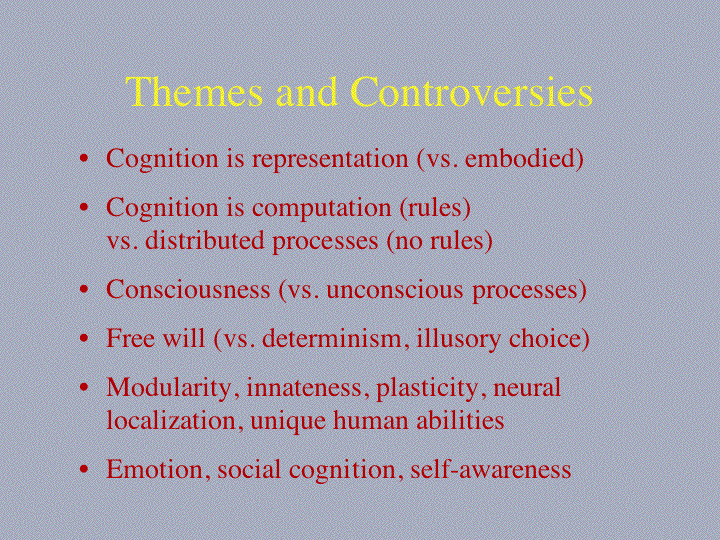 Themes and Controversies
• Cognition is representation (vs. embodied)
• Cognition is computation (rules)
vs. distributed processes (no rules)
• Consciousness (vs. unconscious processes)
• Free will (vs. determinism, illusory choice)
• Modularity, innateness, plasticity, neural
localization, unique human abilities
• Emotion, social cognition, self-awareness